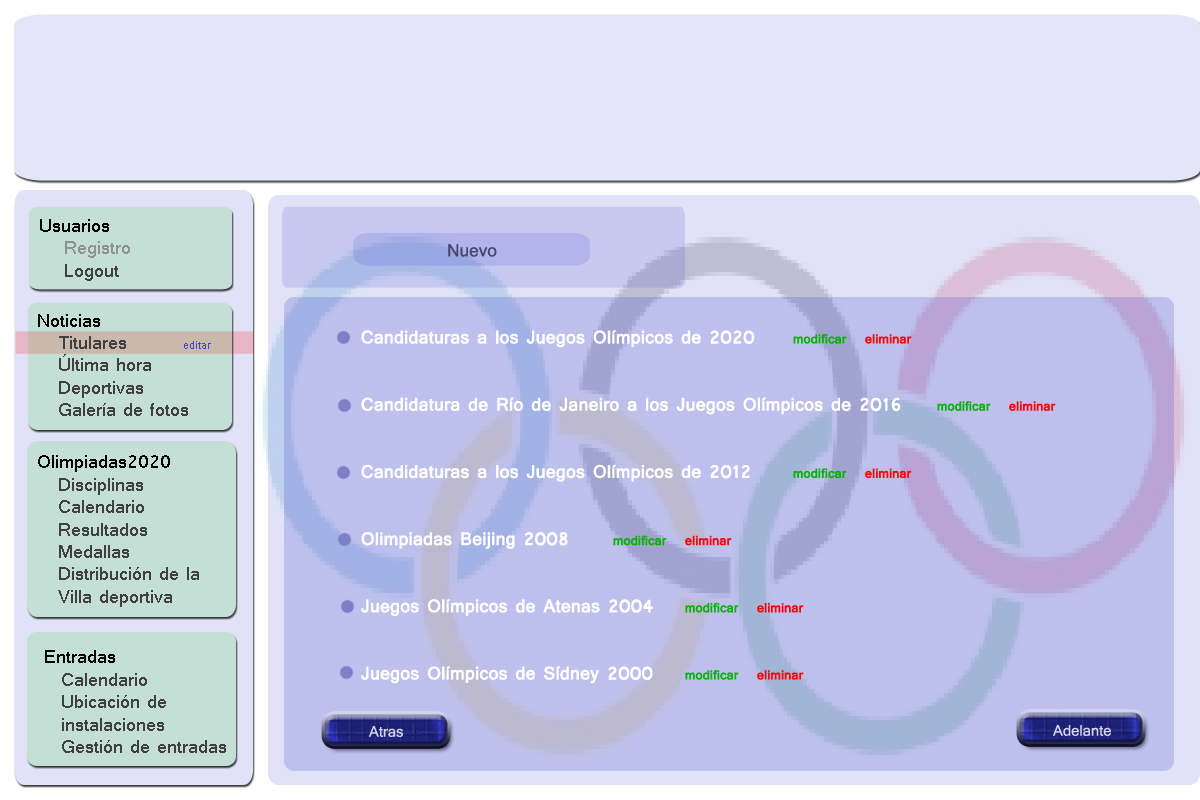 Usuarios
Registro
Logout
Noticias
Titulares editar
Última hora
Deportivas
Galería de fotos
Olimpiadas2020
Disciplinas
Calendario
Resultados
Medallas
Distribución de la
Villa deportiva
Entradas
Calendario
Ubicación de
instalaciones
Gestión de entradas
Nuevo
Candidaturas a los Juegos Olímpicos de 2020 modificar eliminar
Candidatura de Río de Janeiro a los Juegos Olímpicos de 2016 modificar eliminar
Candidaturas a los Juegos Olímpicos de 2012 modificar eliminar
Olimpiadas Beijing 2008 modificar eliminar
Juegos Olímpicos de Atenas 2004 modificar eliminar
Juegos Olímpicos de Sídney 2000 modificar eliminar
Atras Adelante